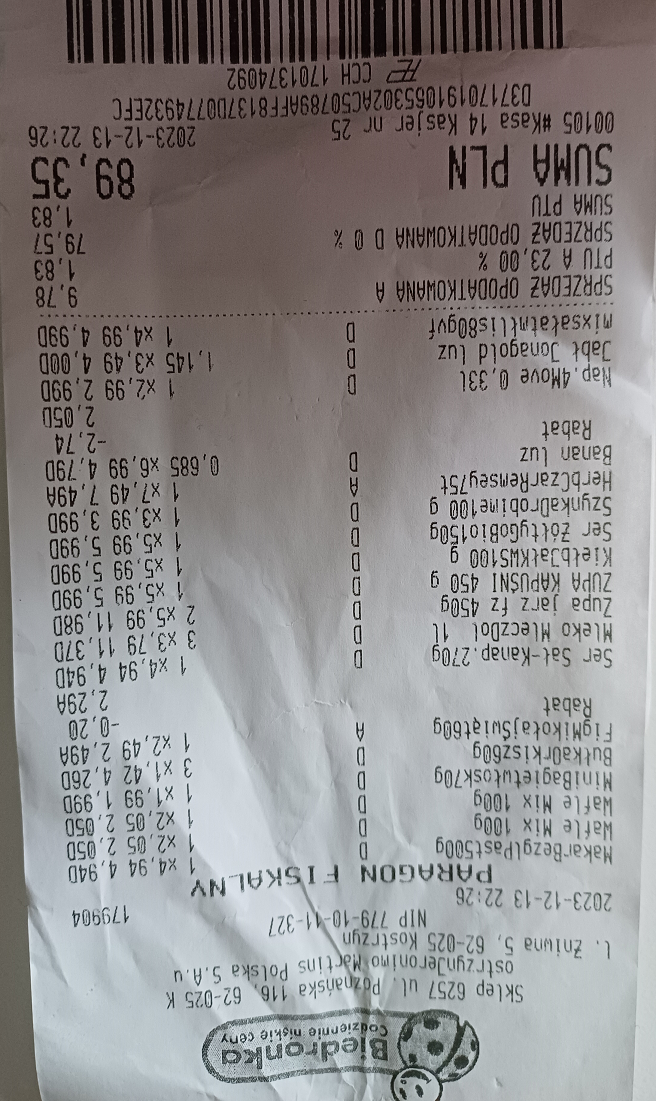 Biedronka
Codziennie niskie ceny
Sklep 6257 ul. Poznańska 116, 62-025 K
ostrzynJeronimo Martins Polska S.A.u
l. Żniwna 5, 62-025 Kostrzyn
NIP 779-10-11-327
2023-12-13 22:26 179904
PARAGON FISKALNY
MakarBezglPast500g D 1 x4,94 4,94D
Wafle Mix 100g D 1 x2,05 2,05D
Wafle Mix 100g D 1 x2,05 2,05D
MiniBagietWłosk70g D 1 x1,99 1,99D
BułkaOrkisz60g D 3 x1,42 4,26D
FigMikołajŚwiąt60g A 1 x2,49 2,49A
Rabat -0,20
2,29A
Ser Sał-Kanap.270g D 1 x4,94 4,94D
Mleko MleczDol 1l D 3 x3,79 11,37D
Zupa jarz fz 450g D 2 x5,99 11,98D
ZUPA KAPUŚNI 450 g D 1 x5,99 5,99D
KiełbJałKWS100 g D 1 x5,99 5,99D
Ser ŻółtyGoBio150g D 1 x5,99 5,99D
SzynkaDrobime100 g D 1 x3,99 3,99D
HerbCzarRemsey75t A 1 x7,49 7,49A
Banan luz D 0,685 x6,99 4,79D
Rabat -2,74
2,05D
Nap.4Move 0,33l D 1 x2,99 2,99D
Jabł Jonagold luz D 1,145 x3,49 4,00D
mixsałatmtlis80gvf D 1 x4,99 4,99D
SPRZEDAŻ OPODATKOWANA A 9,78
PTU A 23,00 % 1,83
SPRZEDAŻ OPODATKOWANA D 0 % 79,57
SUMA PTU 1,83
SUMA PLN 89,35
00105 #Kasa 14 Kasjer nr 25 2023-12-13 22:26
D3717019106530​2AC50789AFF8137D0774932EFC
CCH 1701374092